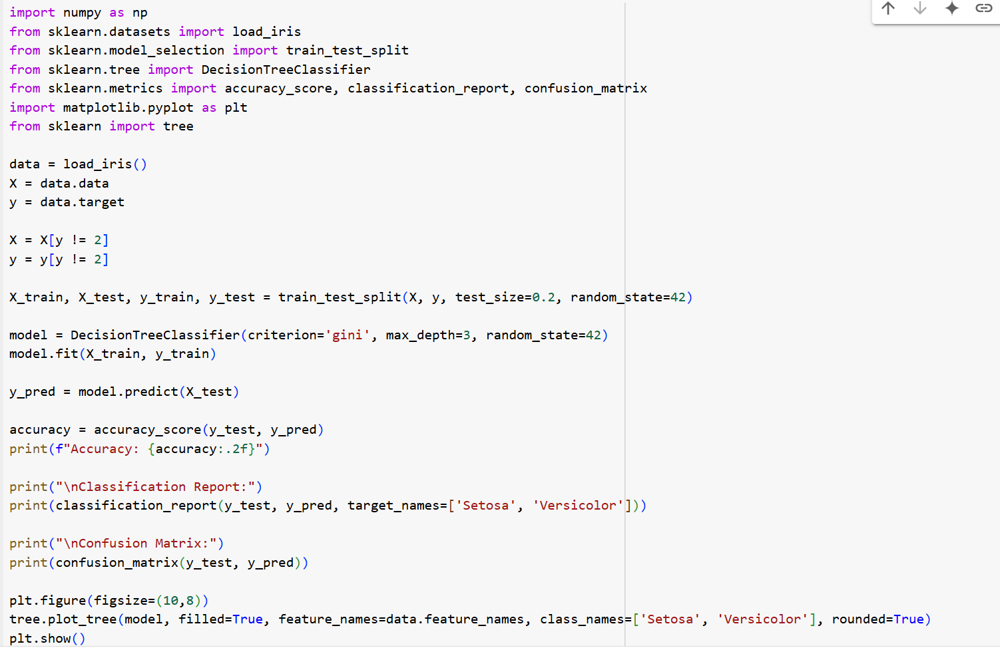 import numpy as np
from sklearn.datasets import load_iris
from sklearn.model_selection import train_test_split
from sklearn.tree import DecisionTreeClassifier
from sklearn.metrics import accuracy_score, classification_report, confusion_matrix
import matplotlib.pyplot as plt
from sklearn import tree

data = load_iris()
X = data.data
y = data.target

X = X[y != 2]
y = y[y != 2]

X_train, X_test, y_train, y_test = train_test_split(X, y, test_size=0.2, random_state=42)

model = DecisionTreeClassifier(criterion='gini', max_depth=3, random_state=42)
model.fit(X_train, y_train)

y_pred = model.predict(X_test)

accuracy = accuracy_score(y_test, y_pred)
print(f"Accuracy: {accuracy:.2f}")

print("\nClassification Report:")
print(classification_report(y_test, y_pred, target_names=['Setosa', 'Versicolor']))

print("\nConfusion Matrix:")
print(confusion_matrix(y_test, y_pred))

plt.figure(figsize=(10,8))
tree.plot_tree(model, filled=True, feature_names=data.feature_names, class_names=['Setosa', 'Versicolor'], rounded=True)
plt.show()